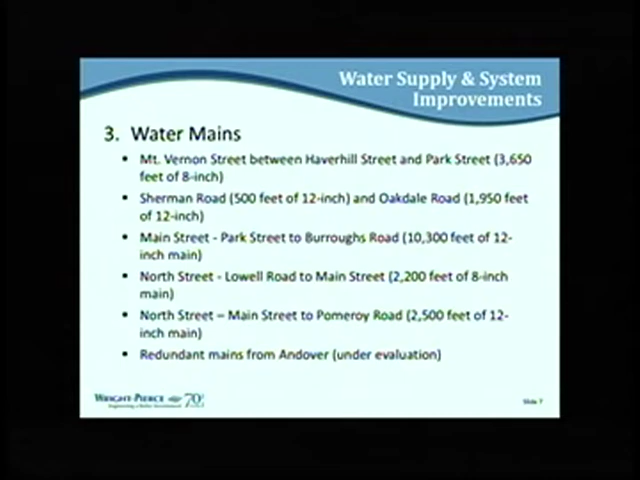 Water Supply & System
Improvements
3. Water Mains
• Mt. Vernon Street between Haverhill Street and Park Street (3,650
feet of 8-inch)
• Sherman Road (500 feet of 12-inch) and Oakdale Road (1,950 feet
of 12-inch)
• Main Street - Park Street to Burroughs Road (10,300 feet of 12-
inch main)
• North Street - Lowell Road to Main Street (2,200 feet of 8-inch
main)
• North Street – Main Street to Pomeroy Road (2,500 feet of 12-
inch main)
• Redundant mains from Andover (under evaluation)
WRIGHT-PIERCE 70
Engineering a Better Environment
Slide 7